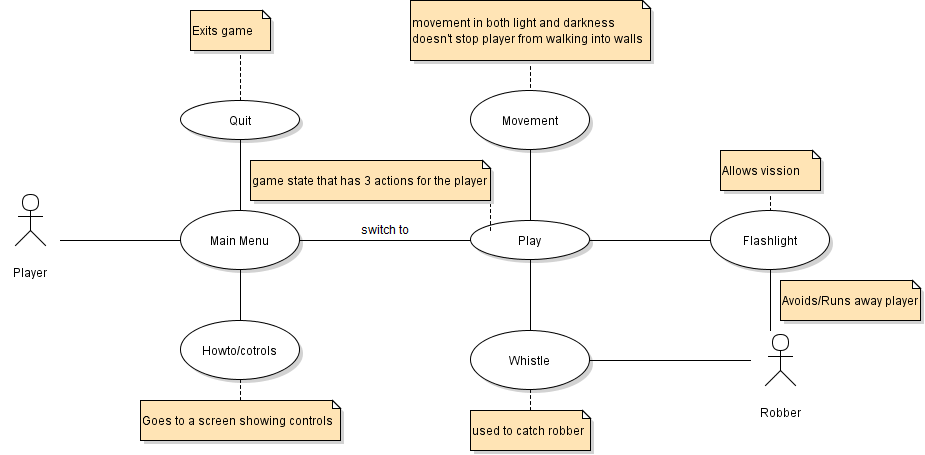 Exits game
movement in both light and darkness
doesn't stop player from walking into walls
Quit
Movement
game state that has 3 actions for the player
Allows vission
Player
Main Menu
switch to
Play
Flashlight
Avoids/Runs away player
Howto/cotrols
Whistle
Robber
Goes to a screen showing controls
used to catch robber